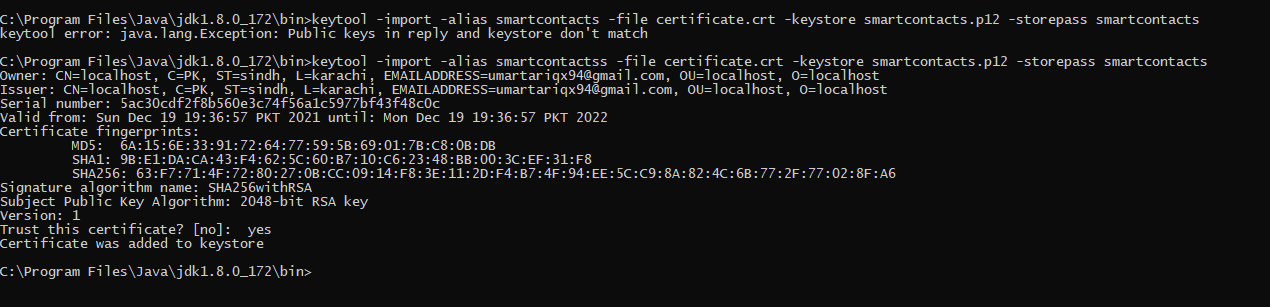 C:\Program Files\Java\jdk1.8.0_172\bin>keytool -import -alias smartcontacts -file certificate.crt -keystore smartcontacts.p12 -storepass smartcontacts
keytool error: java.lang.Exception: Public keys in reply and keystore don't match
C:\Program Files\Java\jdk1.8.0_172\bin>keytool -import -alias smartcontactss -file certificate.crt -keystore smartcontacts.p12 -storepass smartcontacts
Owner: CN=localhost, C=PK, ST=sindh, L=karachi, EMAILADDRESS=umartariqx94@gmail.com, OU=localhost, O=localhost
Issuer: CN=localhost, C=PK, ST=sindh, L=karachi, EMAILADDRESS=umartariqx94@gmail.com, OU=localhost, O=localhost
Serial number: 5ac30cdf2f8b560e3c74f56a1c5977bf43f48c0c
Valid from: Sun Dec 19 19:36:57 PKT 2021 until: Mon Dec 19 19:36:57 PKT 2022
Certificate fingerprints:
MD5:  6A:15:6E:33:91:72:64:77:59:5B:69:01:7B:C8:0B:DB
SHA1: 9B:E1:DA:CA:43:F4:62:5C:60:B7:10:C6:23:48:BB:00:3C:EF:31:F8
SHA256: 63:F7:71:4F:72:80:27:0B:CC:09:14:F8:3E:11:2D:F4:B7:4F:94:EE:5C:C9:8A:82:4C:6B:77:2F:77:02:8F:A6
Signature algorithm name: SHA256withRSA
Subject Public Key Algorithm: 2048-bit RSA key
Version: 1
Trust this certificate? [no]:  yes
Certificate was added to keystore
C:\Program Files\Java\jdk1.8.0_172\bin>